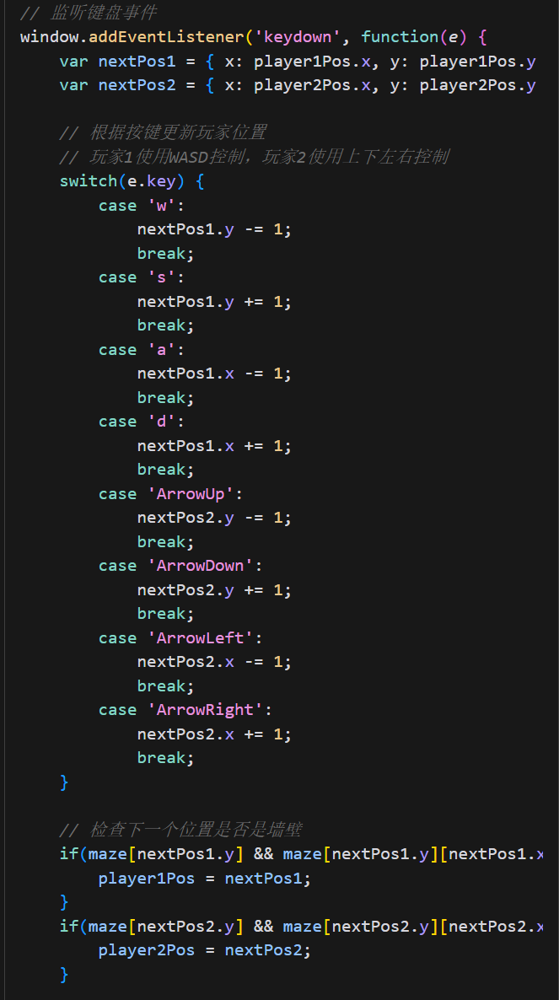 // 监听键盘事件
window.addEventListener('keydown', function(e) {
    var nextPos1 = { x: player1Pos.x, y: player1Pos.y
    var nextPos2 = { x: player2Pos.x, y: player2Pos.y

    // 根据按键更新玩家位置
    // 玩家1使用WASD控制，玩家2使用上下左右控制
    switch(e.key) {
        case 'w':
            nextPos1.y -= 1;
            break;
        case 's':
            nextPos1.y += 1;
            break;
        case 'a':
            nextPos1.x -= 1;
            break;
        case 'd':
            nextPos1.x += 1;
            break;
        case 'ArrowUp':
            nextPos2.y -= 1;
            break;
        case 'ArrowDown':
            nextPos2.y += 1;
            break;
        case 'ArrowLeft':
            nextPos2.x -= 1;
            break;
        case 'ArrowRight':
            nextPos2.x += 1;
            break;
    }

    // 检查下一个位置是否是墙壁
    if(maze[nextPos1.y] && maze[nextPos1.y][nextPos1.x
        player1Pos = nextPos1;
    }
    if(maze[nextPos2.y] && maze[nextPos2.y][nextPos2.x
        player2Pos = nextPos2;
    }